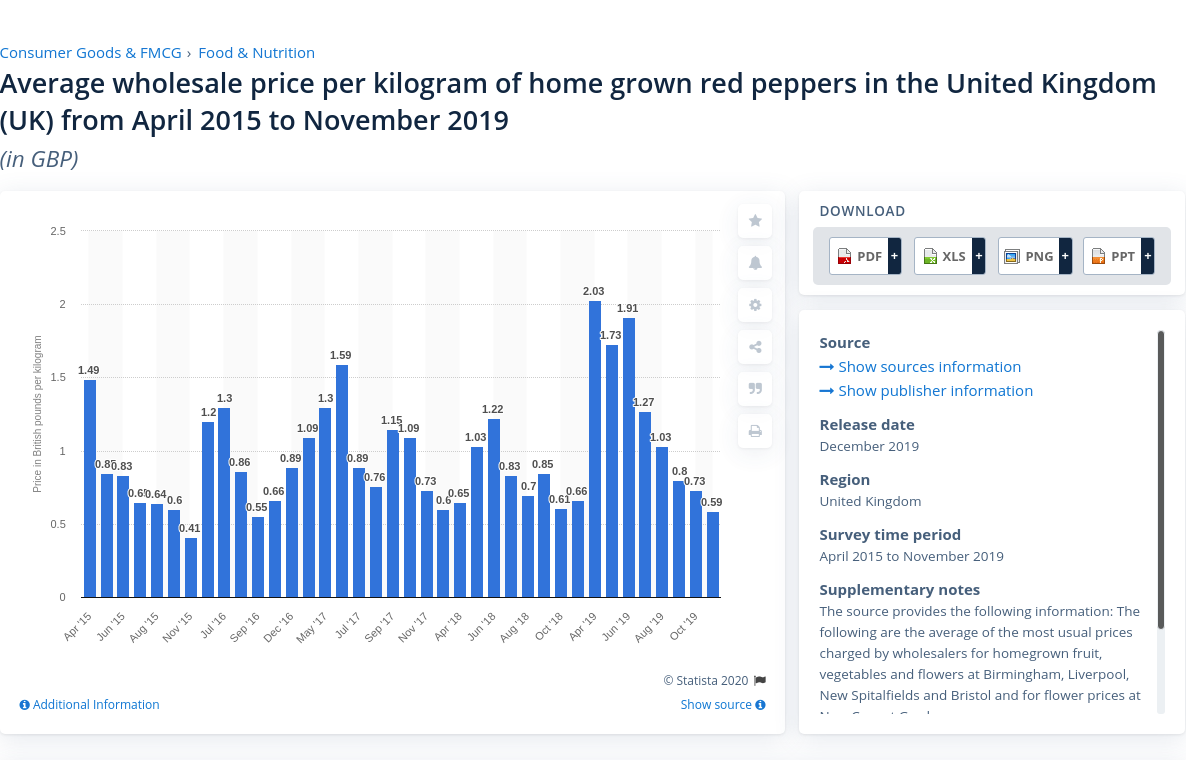 Consumer Goods & FMCG › Food & Nutrition
Average wholesale price per kilogram of home grown red peppers in the United Kingdom
(UK) from April 2015 to November 2019
(in GBP)
Price in British pounds per kilogram
2.5
2
1.5
1
0.5
0
1.49
0.83
0.64
0.6
0.41
1.2
1.3
0.86
0.55
0.66
0.89
1.09
1.3
1.59
0.89
0.76
1.15
1.09
0.73
0.6
0.65
1.03
1.22
0.83
0.7
0.85
0.61
0.66
2.03
1.73
1.91
1.27
1.03
0.8
0.73
0.59
Apr '15
Jun '15
Aug '15
Nov '15
Jul '16
Sep '16
Dec '16
May '17
Jul '17
Sep '17
Nov '17
Apr '18
Jun '18
Aug '18
Oct '18
Apr '19
Jun '19
Aug '19
Oct '19
© Statista 2020
Additional Information
Show source
DOWNLOAD
PDF +
XLS +
PNG +
PPT +
Source
Show sources information
Show publisher information
Release date
December 2019
Region
United Kingdom
Survey time period
April 2015 to November 2019
Supplementary notes
The source provides the following information: The
following are the average of the most usual prices
charged by wholesalers for homegrown fruit,
vegetables and flowers at Birmingham, Liverpool,
New Spitalfields and Bristol and for flower prices at